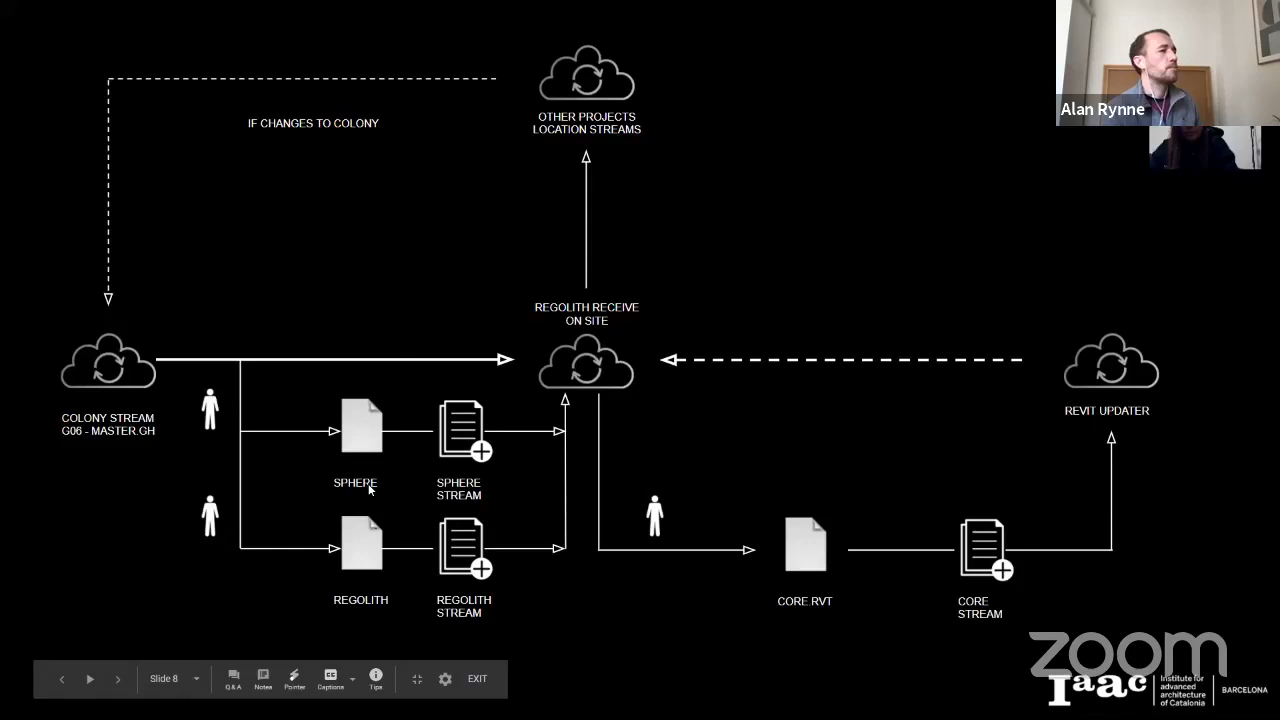 Alan Rynne
IF CHANGES TO COLONY
OTHER PROJECTS
LOCATION STREAMS
REGOLITH RECEIVE
ON SITE
COLONY STREAM
G06 - MASTER.GH
REVIT UPDATER
SPHERE
SPHERE
STREAM
REGOLITH
REGOLITH
STREAM
CORE.RVT
CORE
STREAM
Slide 8
Q & A
Notes
Pointer
CC
Captions
Tips
EXIT
zoom
Iaac
Institute for
advanced
architecture
of Catalonia
BARCELONA